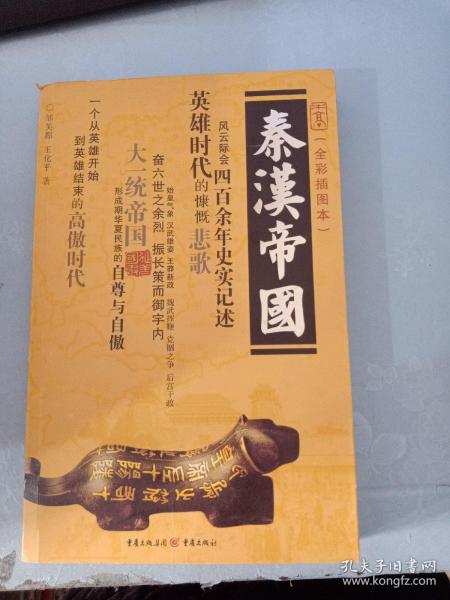 秦漢帝國
（全彩插图本）
风云际会 四百余年史实记述
英雄时代的慷慨悲歌
始皇气象 汉武雄姿 王莽新政 魏武挥鞭 党锢之争 后宫干政
奋六世之余烈 振长策而御宇内
大一统帝国
形成期华夏民族的自尊与自傲
一个从英雄开始
到英雄结束的高傲时代
◎邹芙都 王化平 著
重庆出版集团 重庆出版社
孔夫子旧书网
www.kongfz.com